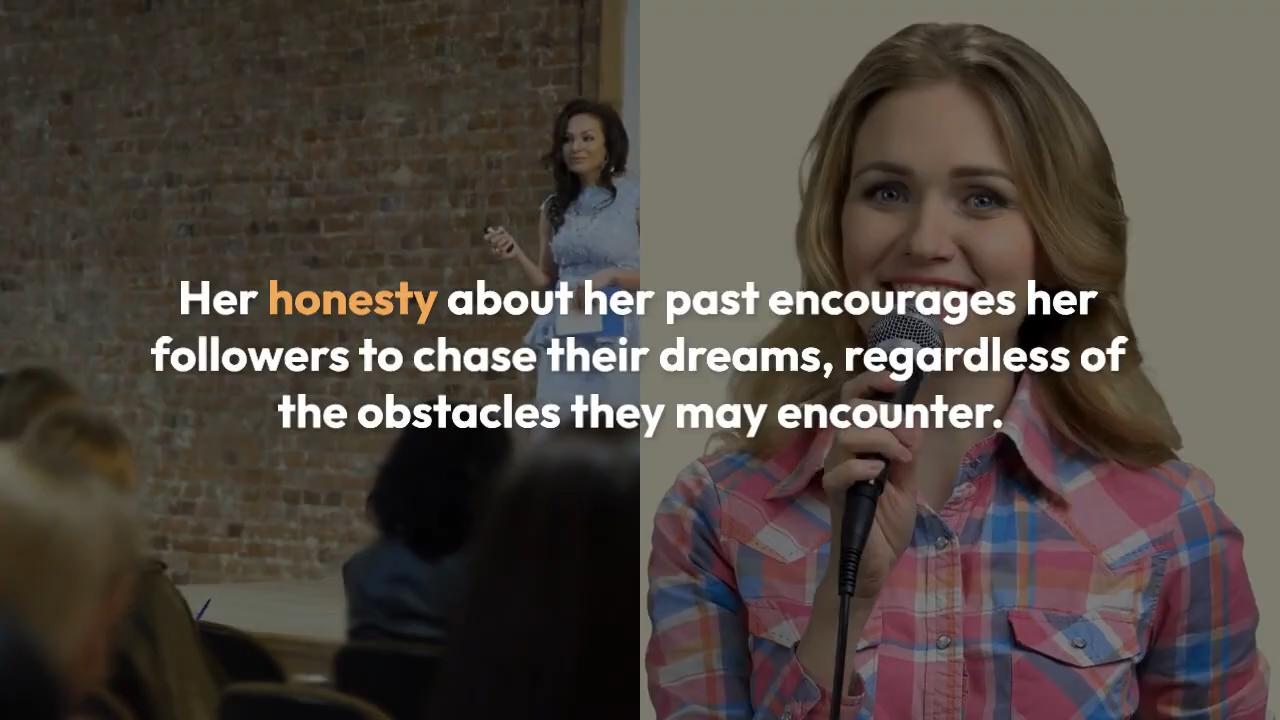 Her honesty about her past encourages her
followers to chase their dreams, regardless of
the obstacles they may encounter.